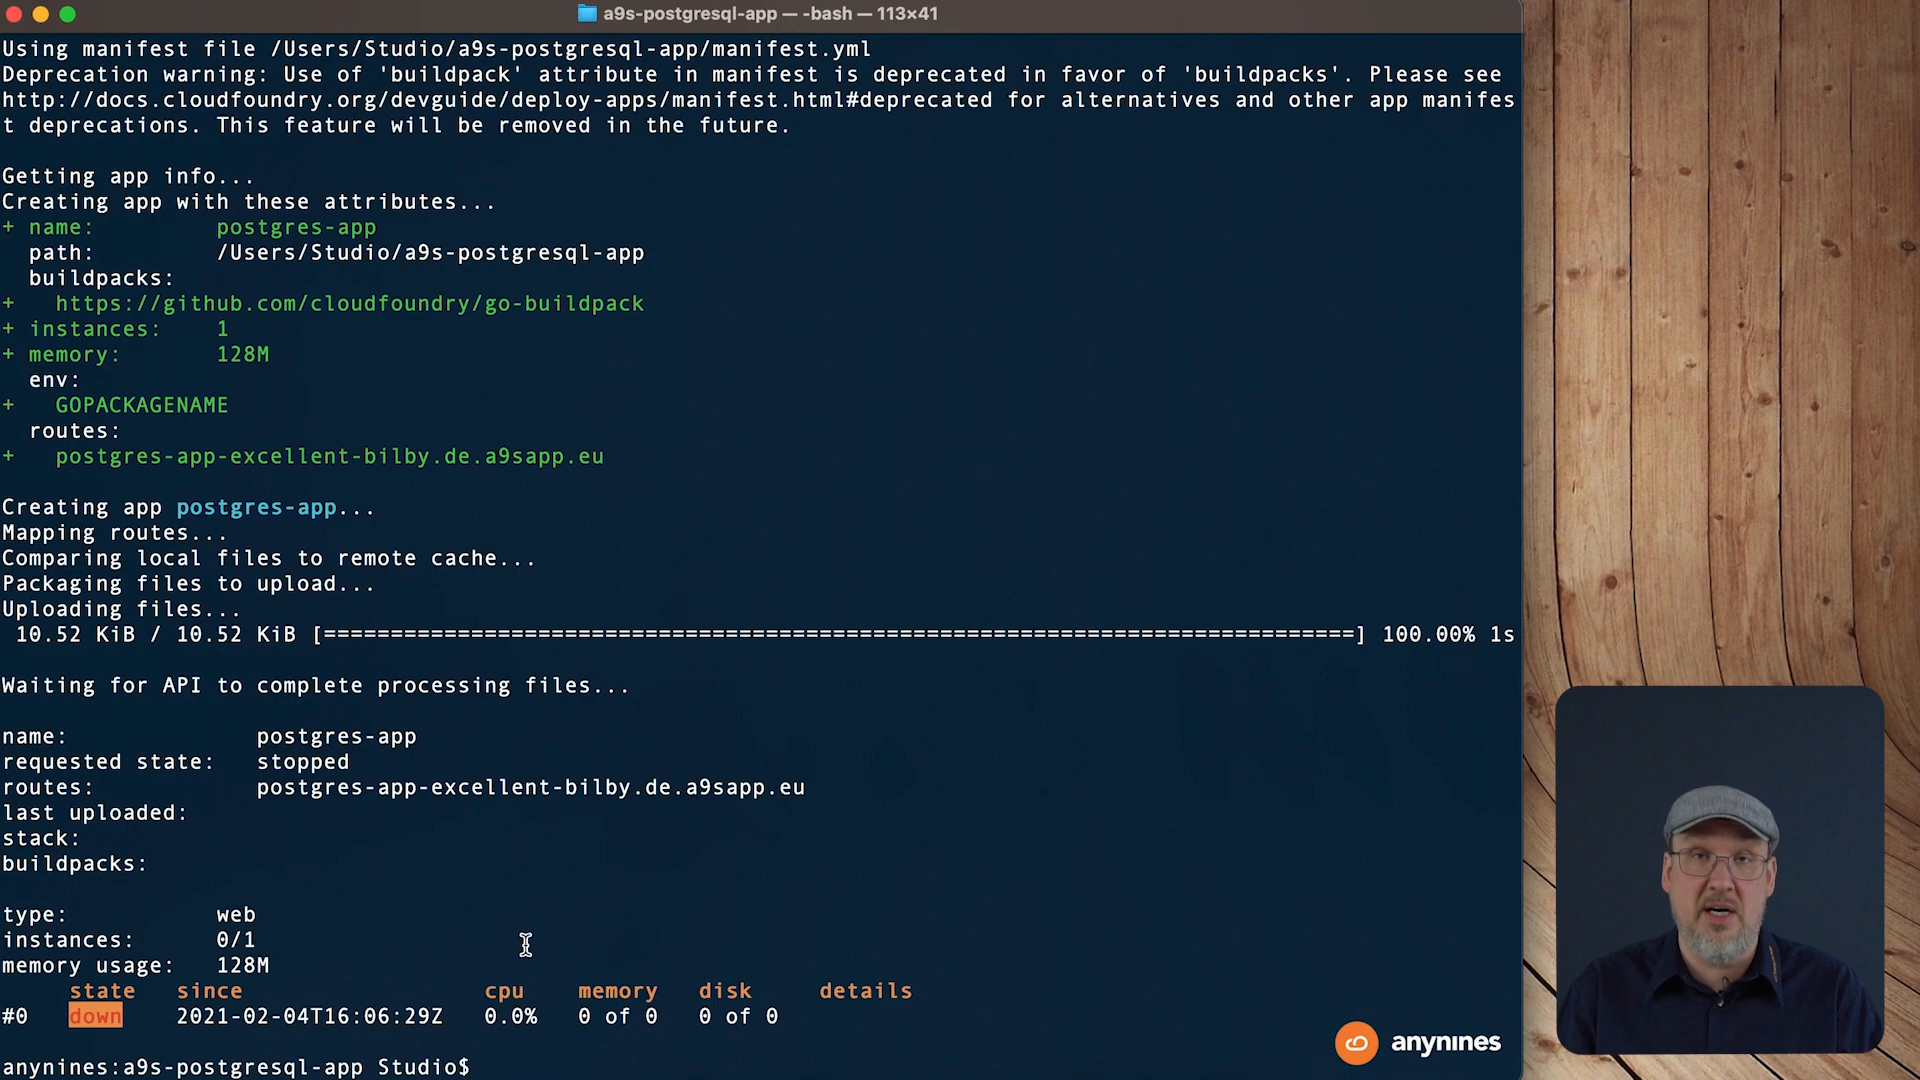 a9s-postgresql-app — -bash — 113×41
Using manifest file /Users/Studio/a9s-postgresql-app/manifest.yml
Deprecation warning: Use of 'buildpack' attribute in manifest is deprecated in favor of 'buildpacks'. Please see
http://docs.cloudfoundry.org/devguide/deploy-apps/manifest.html#deprecated for alternatives and other app manifes
t deprecations. This feature will be removed in the future.
Getting app info...
Creating app with these attributes...
+ name:         postgres-app
  path:         /Users/Studio/a9s-postgresql-app
  buildpacks:
+   https://github.com/cloudfoundry/go-buildpack
+ instances:    1
+ memory:       128M
  env:
+   GOPACKAGENAME
  routes:
+   postgres-app-excellent-bilby.de.a9sapp.eu
Creating app postgres-app...
Mapping routes...
Comparing local files to remote cache...
Packaging files to upload...
Uploading files...
 10.52 KiB / 10.52 KiB [=============================================================================] 100.00% 1s
Waiting for API to complete processing files...
name:              postgres-app
requested state:   stopped
routes:            postgres-app-excellent-bilby.de.a9sapp.eu
last uploaded:
stack:
buildpacks:
type:           web
instances:      0/1
memory usage:   128M
     state   since                  cpu    memory   disk     details
#0   down    2021-02-04T16:06:29Z   0.0%   0 of 0   0 of 0
anynines:a9s-postgresql-app Studio$
anynines